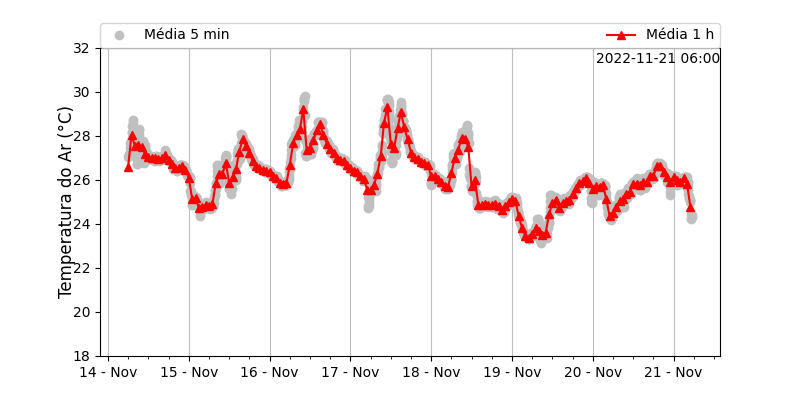 Média 5 min
Média 1 h
2022-11-21 06:00
Temperatura do Ar (°C)
32
30
28
26
24
22
20
18
14 - Nov
15 - Nov
16 - Nov
17 - Nov
18 - Nov
19 - Nov
20 - Nov
21 - Nov